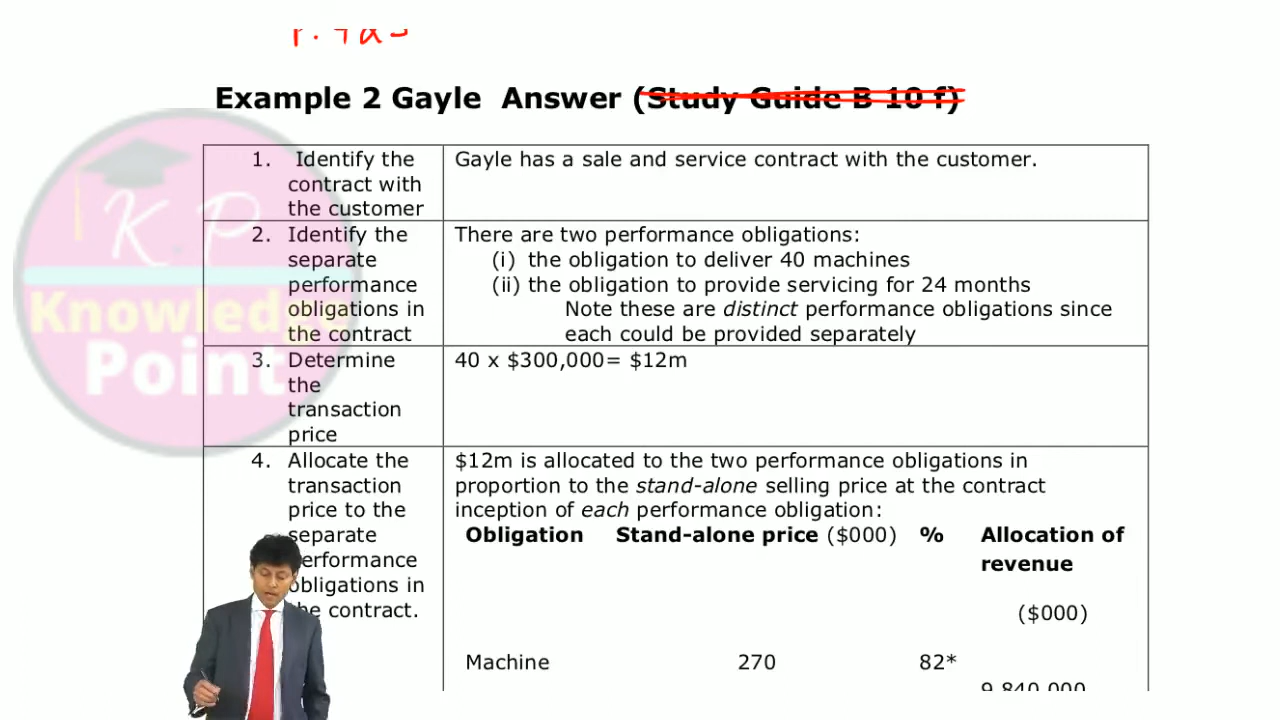 Example 2 Gayle Answer (Study Guide B 10 f)
1. Identify the
contract with
the customer
Gayle has a sale and service contract with the customer.
2. Identify the
separate
performance
obligations in
the contract
There are two performance obligations:
(i) the obligation to deliver 40 machines
(ii) the obligation to provide servicing for 24 months
Note these are distinct performance obligations since
each could be provided separately
3. Determine
the
transaction
price
40 x $300,000= $12m
4. Allocate the
transaction
price to the
separate
performance
obligations in
the contract.
$12m is allocated to the two performance obligations in
proportion to the stand-alone selling price at the contract
inception of each performance obligation:
Obligation Stand-alone price ($000) % Allocation of
revenue
($000)
Machine 270 82*
9,840,000
K.P
Knowledge
Point